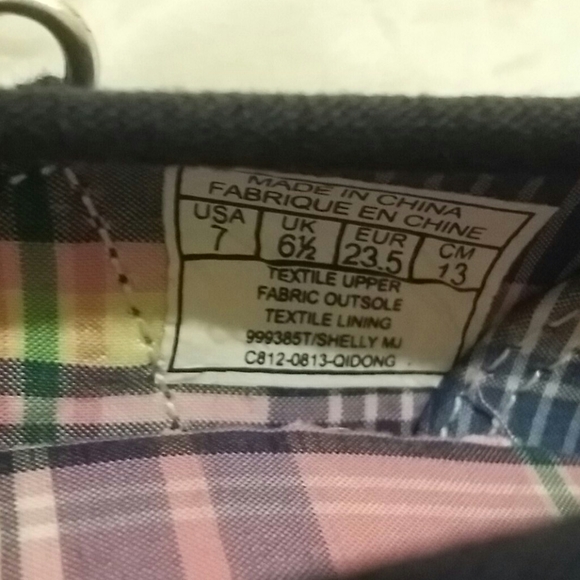 MADE IN CHINA
FABRIQUE EN CHINE
USA UK EUR CM
7 6½ 23.5 13
TEXTILE UPPER
FABRIC OUTSOLE
TEXTILE LINING
999385T/SHELLY MJ
C812-0813-QIDONG